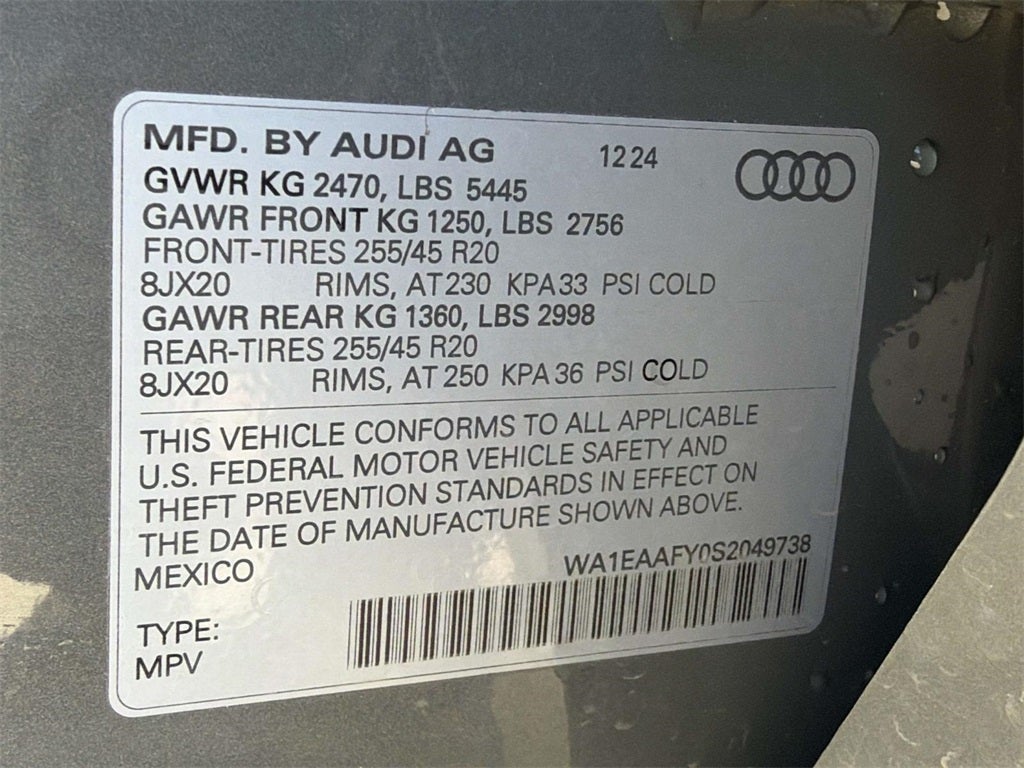 MFD. BY AUDI AG 12 24
GVWR KG 2470, LBS 5445
GAWR FRONT KG 1250, LBS 2756
FRONT-TIRES 255/45 R20
8JX20 RIMS, AT 230 KPA 33 PSI COLD
GAWR REAR KG 1360, LBS 2998
REAR-TIRES 255/45 R20
8JX20 RIMS, AT 250 KPA 36 PSI COLD
THIS VEHICLE CONFORMS TO ALL APPLICABLE
U.S. FEDERAL MOTOR VEHICLE SAFETY AND
THEFT PREVENTION STANDARDS IN EFFECT ON
THE DATE OF MANUFACTURE SHOWN ABOVE.
MEXICO WA1EAAFY0S2049738
TYPE:
MPV